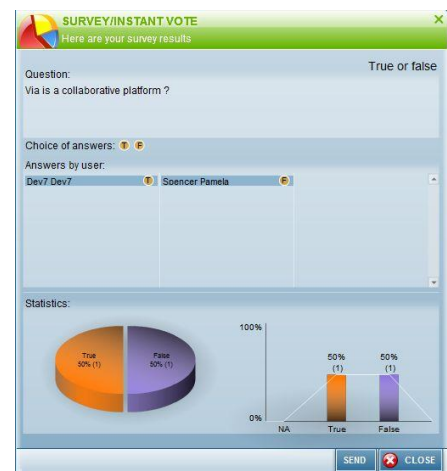 SURVEY/INSTANT VOTE
Here are your survey results
True or false
Question:
Via is a collaborative platform ?
Choice of answers: T F
Answers by user:
Dev7 Dev7 T Spencer Pamela F
Statistics:
True
50% (1)
False
50% (1)
100%
50%
(1)
50%
(1)
0%
NA True False
SEND CLOSE